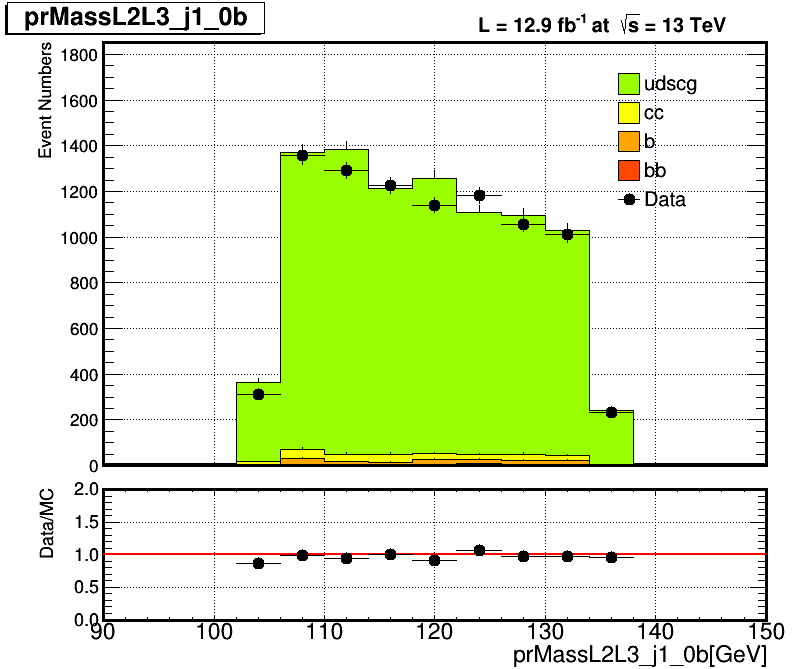 prMassL2L3_j1_0b
L = 12.9 fb-1 at √s = 13 TeV
Event Numbers
1800
1600
1400
1200
1000
800
600
400
200
0
udscg
cc
b
bb
Data
Data/MC
2.0
1.5
1.0
0.5
0.0
90 100 110 120 130 140 150
prMassL2L3_j1_0b[GeV]